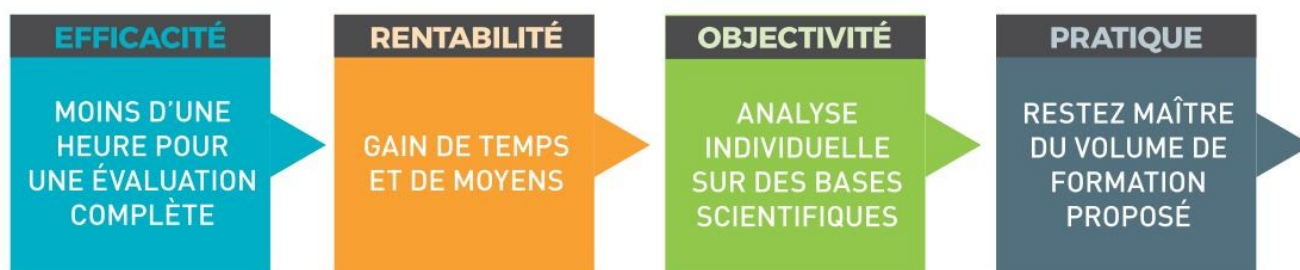 EFFICACITÉ
MOINS D'UNE
HEURE POUR
UNE ÉVALUATION
COMPLÈTE
RENTABILITÉ
GAIN DE TEMPS
ET DE MOYENS
OBJECTIVITÉ
ANALYSE
INDIVIDUELLE
SUR DES BASES
SCIENTIFIQUES
PRATIQUE
RESTEZ MAÎTRE
DU VOLUME DE
FORMATION
PROPOSÉ